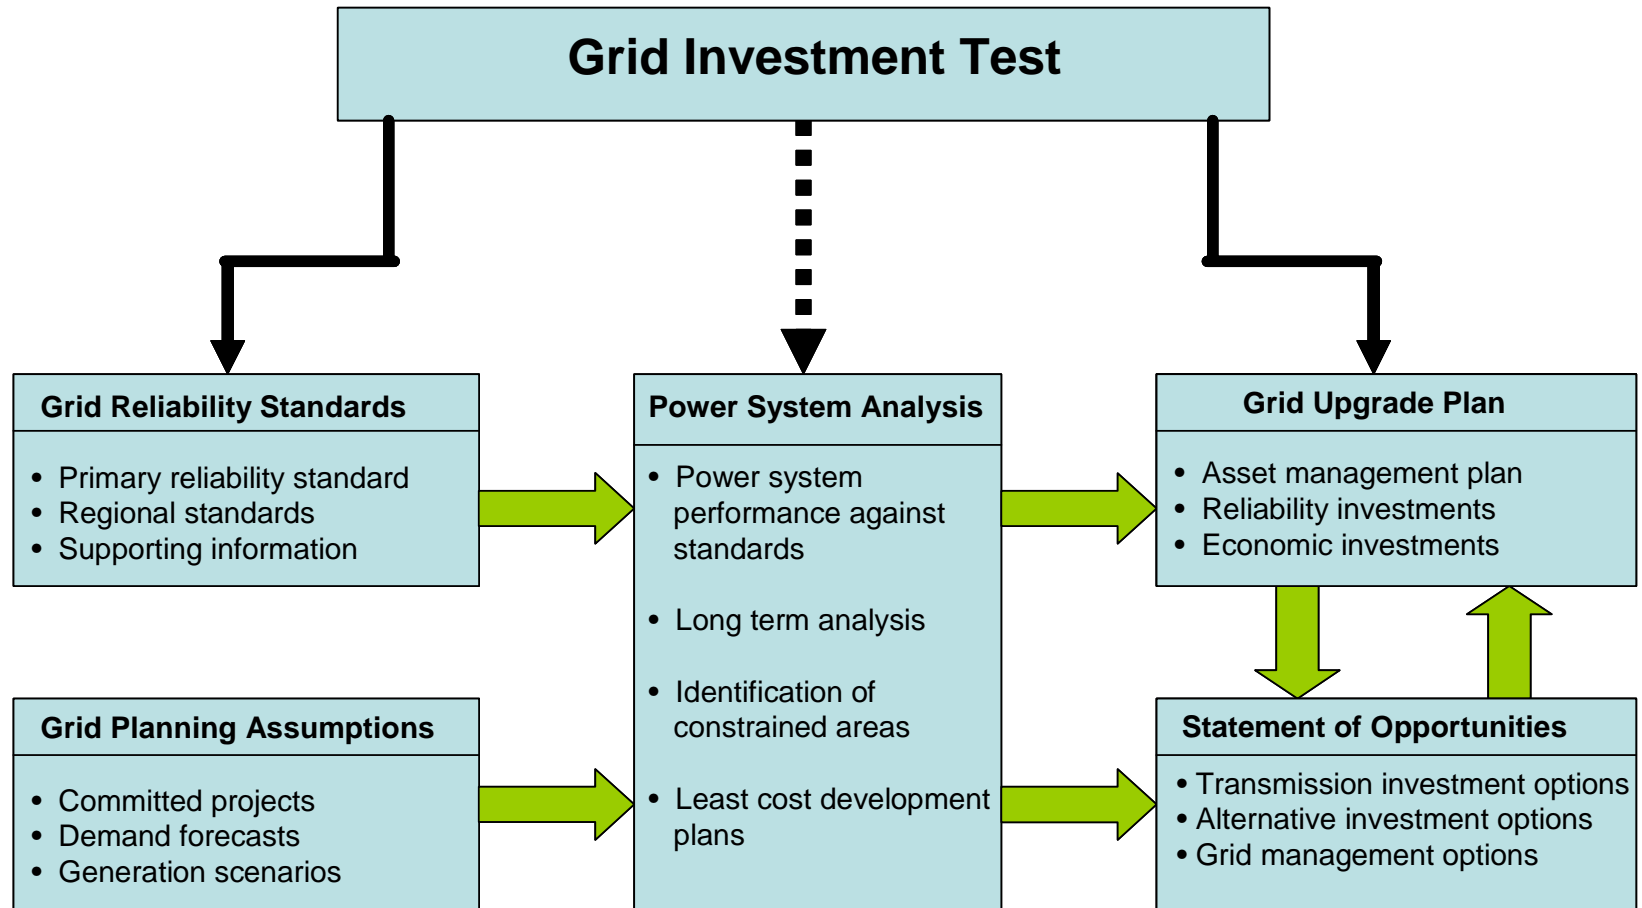 Grid Investment Test
Grid Reliability Standards
• Primary reliability standard
• Regional standards
• Supporting information
Grid Planning Assumptions
• Committed projects
• Demand forecasts
• Generation scenarios
Power System Analysis
• Power system
performance against
standards
• Long term analysis
• Identification of
constrained areas
• Least cost development
plans
Grid Upgrade Plan
• Asset management plan
• Reliability investments
• Economic investments
Statement of Opportunities
• Transmission investment options
• Alternative investment options
• Grid management options